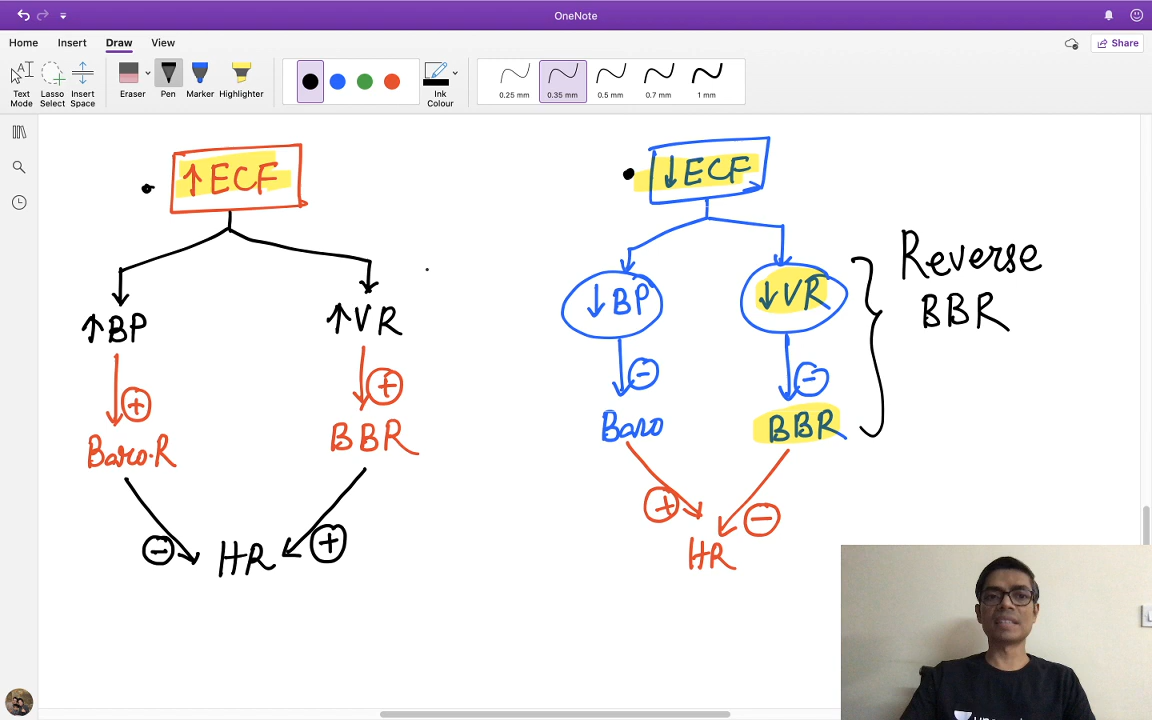 OneNote
Home Insert Draw View
Share
Text Mode
Lasso Select
Insert Space
Eraser
Pen
Marker
Highlighter
Ink Colour
0.25 mm
0.35 mm
0.5 mm
0.7 mm
1 mm
↑ECF
↑BP ↑VR
+ +
Baro.R BBR
− HR +
↓ECF
↓BP ↓VR
− −
Baro BBR
+ −
HR
Reverse
BBR